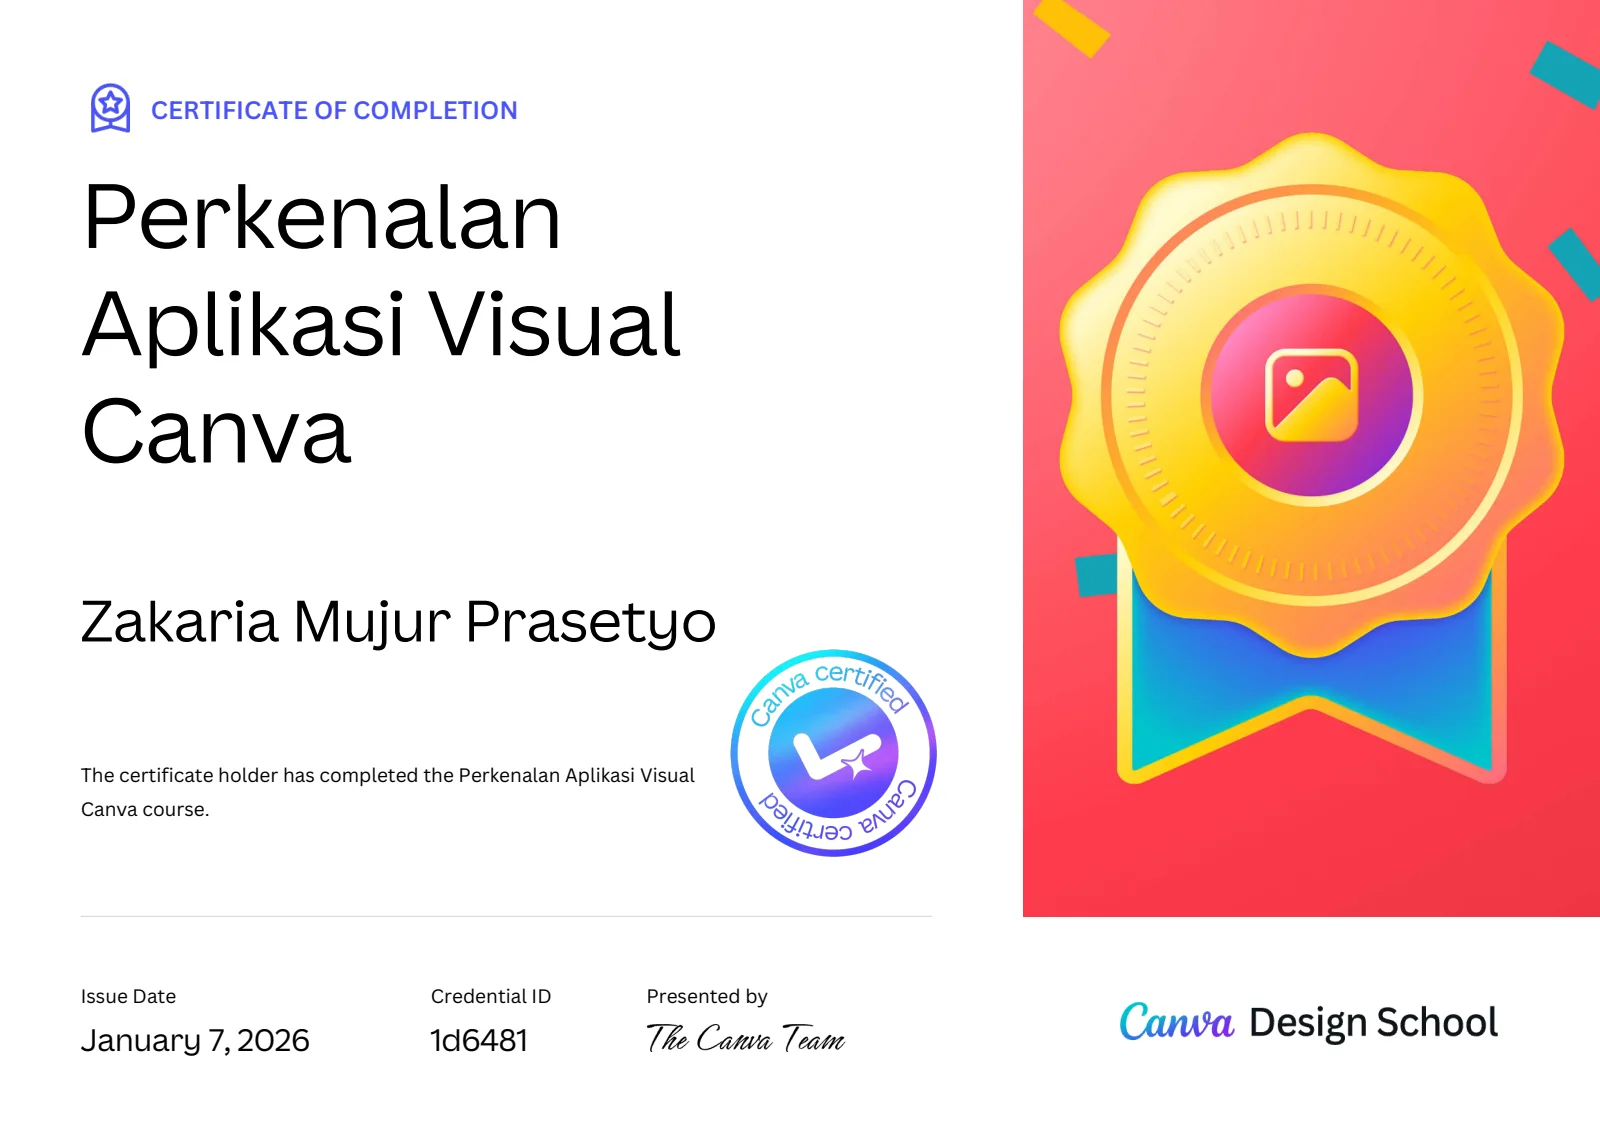 CERTIFICATE OF COMPLETION
Perkenalan
Aplikasi Visual
Canva
Zakaria Mujur Prasetyo
Canva certified
Canva certified
The certificate holder has completed the Perkenalan Aplikasi Visual
Canva course.
Issue Date
January 7, 2026
Credential ID
1d6481
Presented by
The Canva Team
Canva Design School